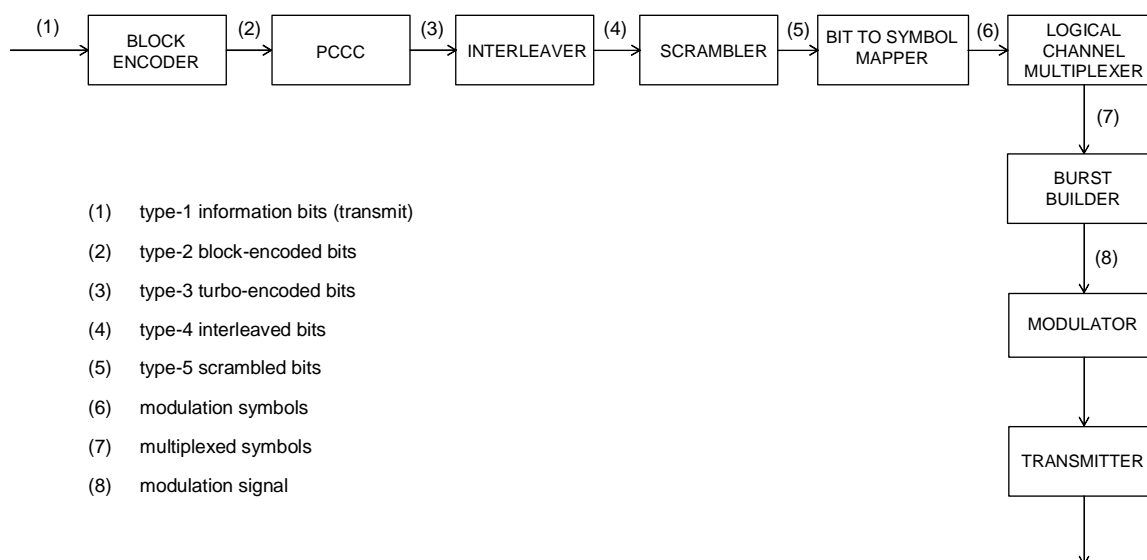 (1)
BLOCK
ENCODER
(2)
PCCC
(3)
INTERLEAVER
(4)
SCRAMBLER
(5)
BIT TO SYMBOL
MAPPER
(6)
LOGICAL
CHANNEL
MULTIPLEXER
(7)
BURST
BUILDER
(8)
MODULATOR
TRANSMITTER
(1) type-1 information bits (transmit)
(2) type-2 block-encoded bits
(3) type-3 turbo-encoded bits
(4) type-4 interleaved bits
(5) type-5 scrambled bits
(6) modulation symbols
(7) multiplexed symbols
(8) modulation signal